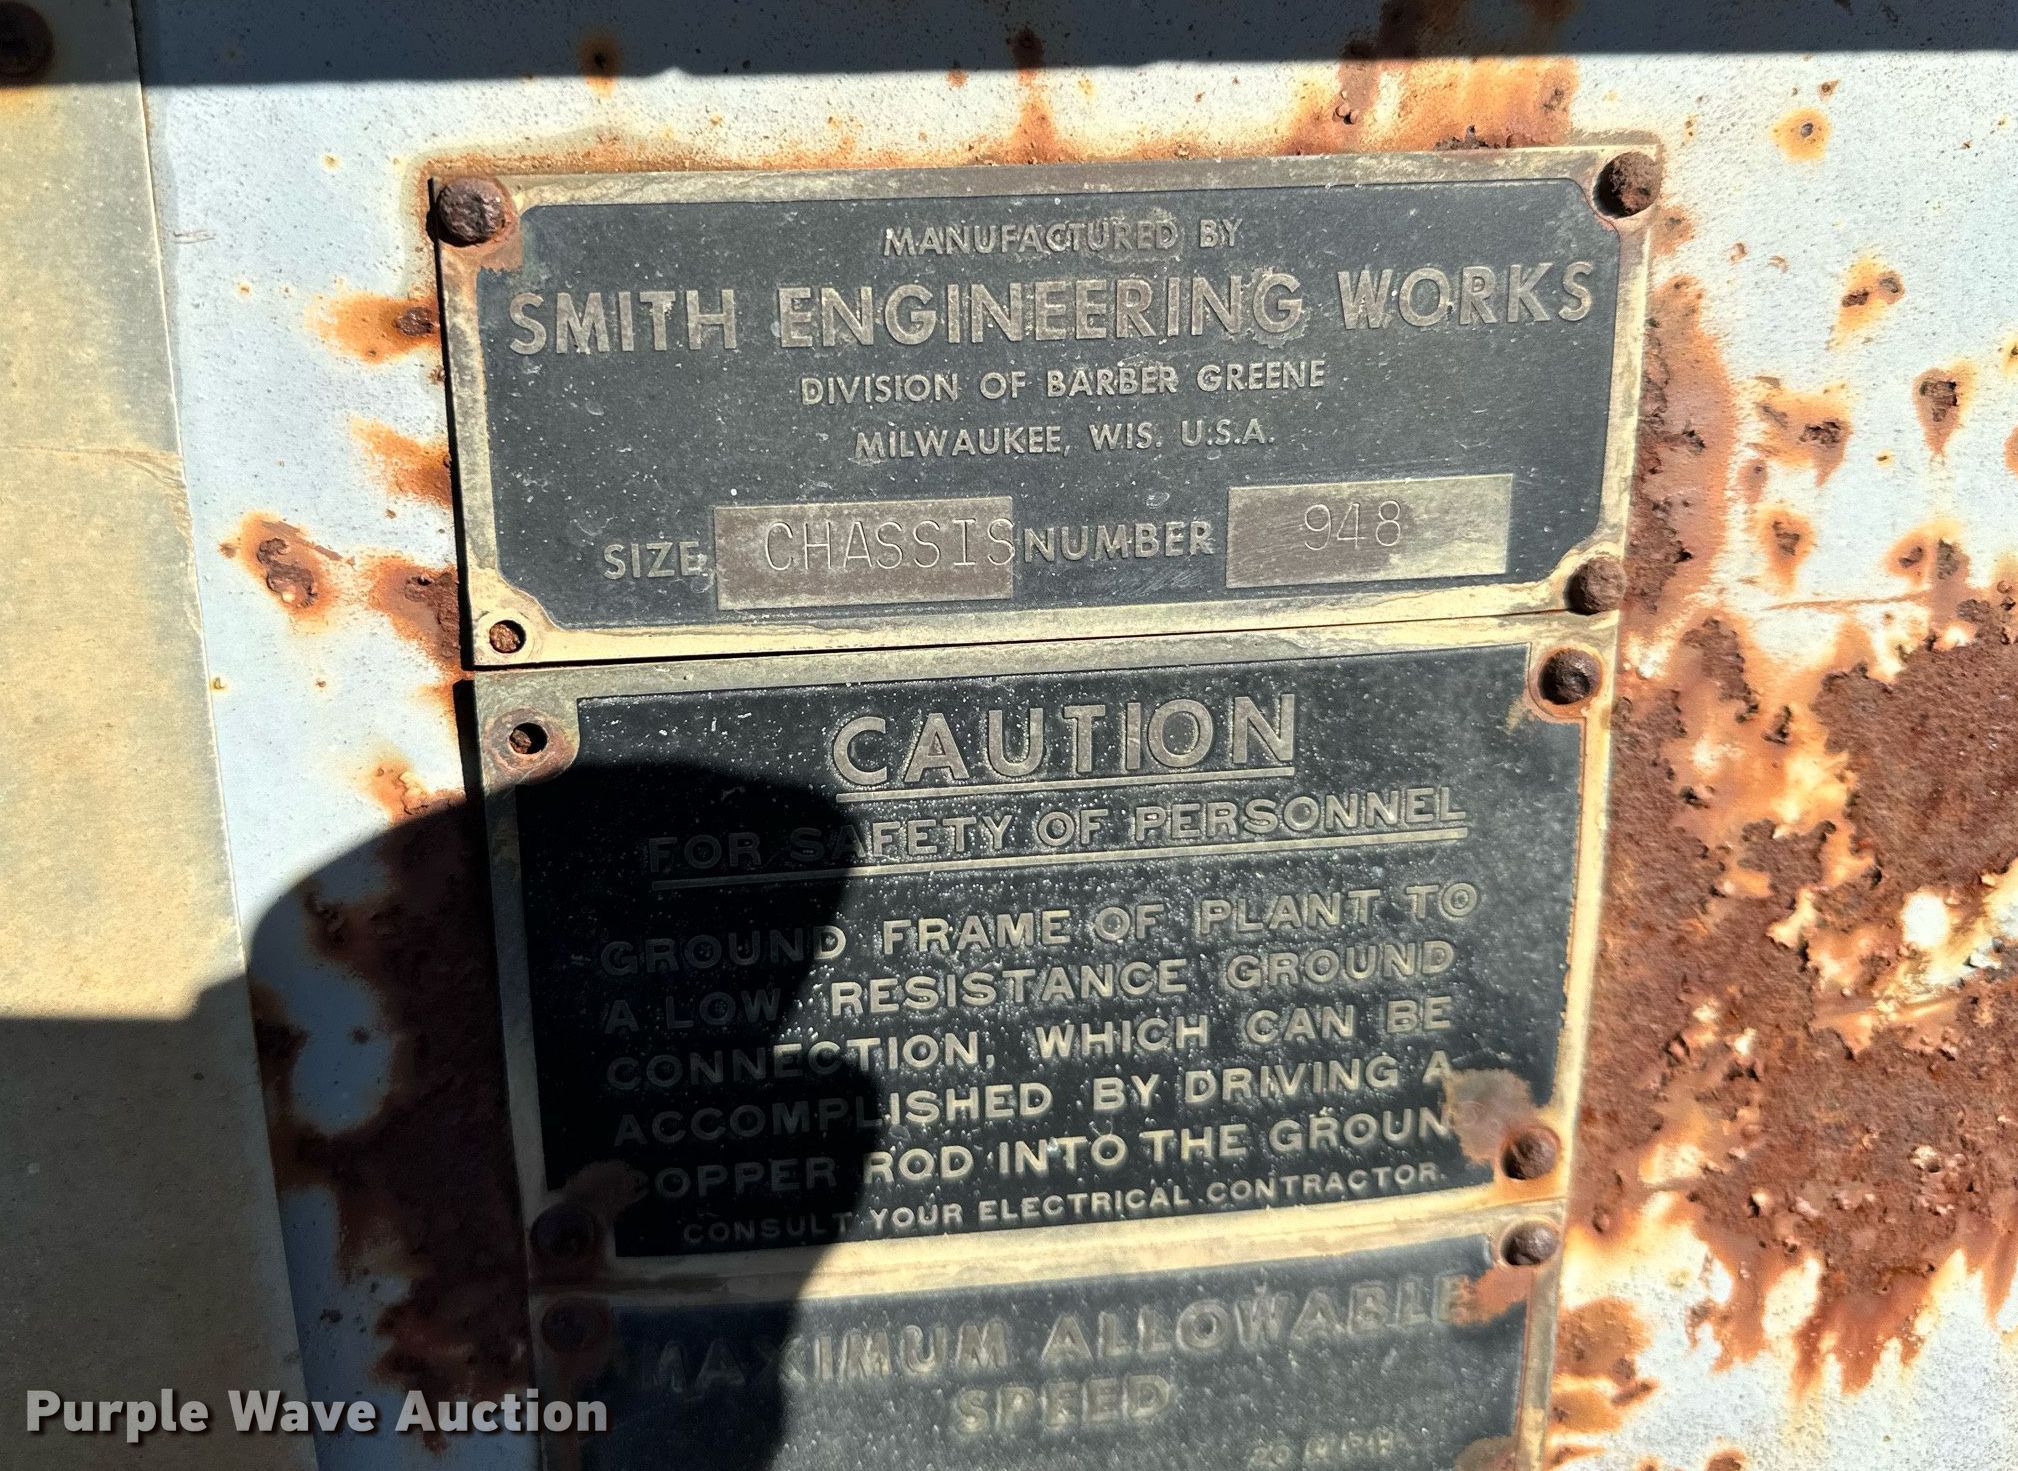 MANUFACTURED BY
SMITH ENGINEERING WORKS
DIVISION OF BARBER GREENE
MILWAUKEE, WIS. U.S.A.
SIZE CHASSIS NUMBER 948
CAUTION
FOR SAFETY OF PERSONNEL
GROUND FRAME OF PLANT TO
A LOW RESISTANCE GROUND
CONNECTION, WHICH CAN BE
ACCOMPLISHED BY DRIVING A
COPPER ROD INTO THE GROUND
CONSULT YOUR ELECTRICAL CONTRACTOR.
MAXIMUM ALLOWABLE
SPEED
Purple Wave Auction